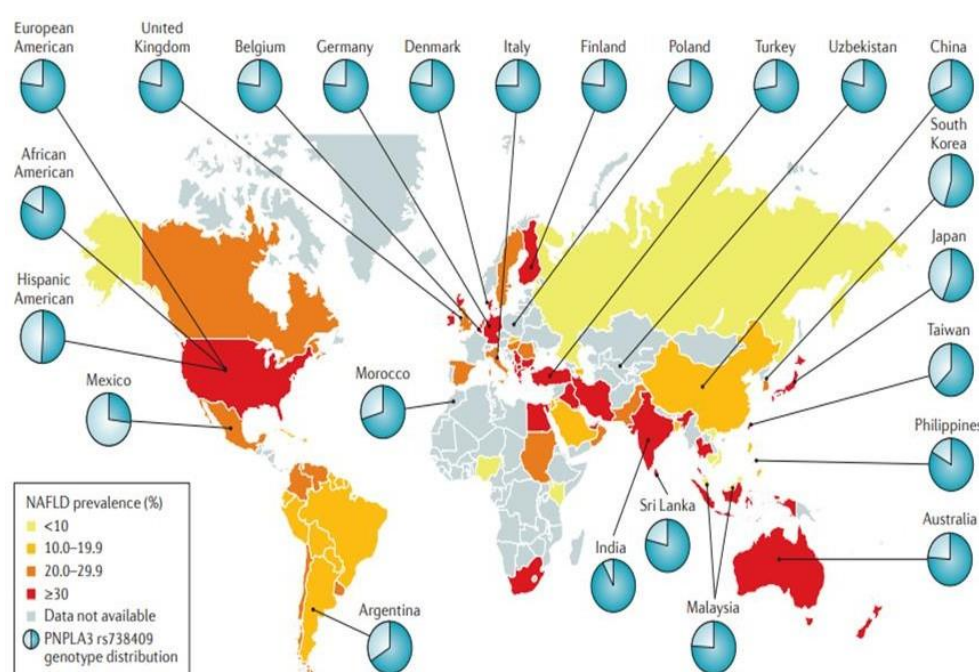 European
American
United
Kingdom
Belgium
Germany
Denmark
Italy
Finland
Poland
Turkey
Uzbekistan
China
African
American
South
Korea
Hispanic
American
Japan
Mexico
Morocco
Taiwan
Philippines
NAFLD prevalence (%)
<10
10.0–19.9
20.0–29.9
≥30
Data not available
PNPLA3 rs738409
genotype distribution
Sri Lanka
India
Australia
Argentina
Malaysia